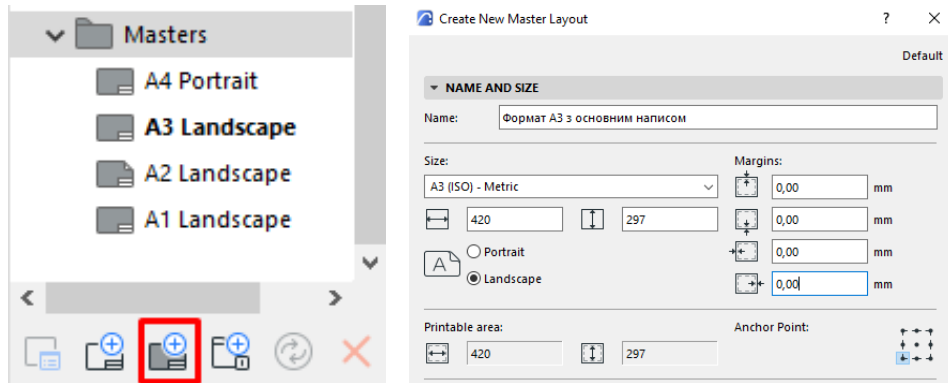 Masters
A4 Portrait
A3 Landscape
A2 Landscape
A1 Landscape
Create New Master Layout
?
Default
NAME AND SIZE
Name: Формат А3 з основним написом
Size: Margins:
A3 (ISO) - Metric 0,00 mm
420 297 0,00 mm
Portrait 0,00 mm
A Landscape 0,00 mm
Printable area: Anchor Point:
420 297